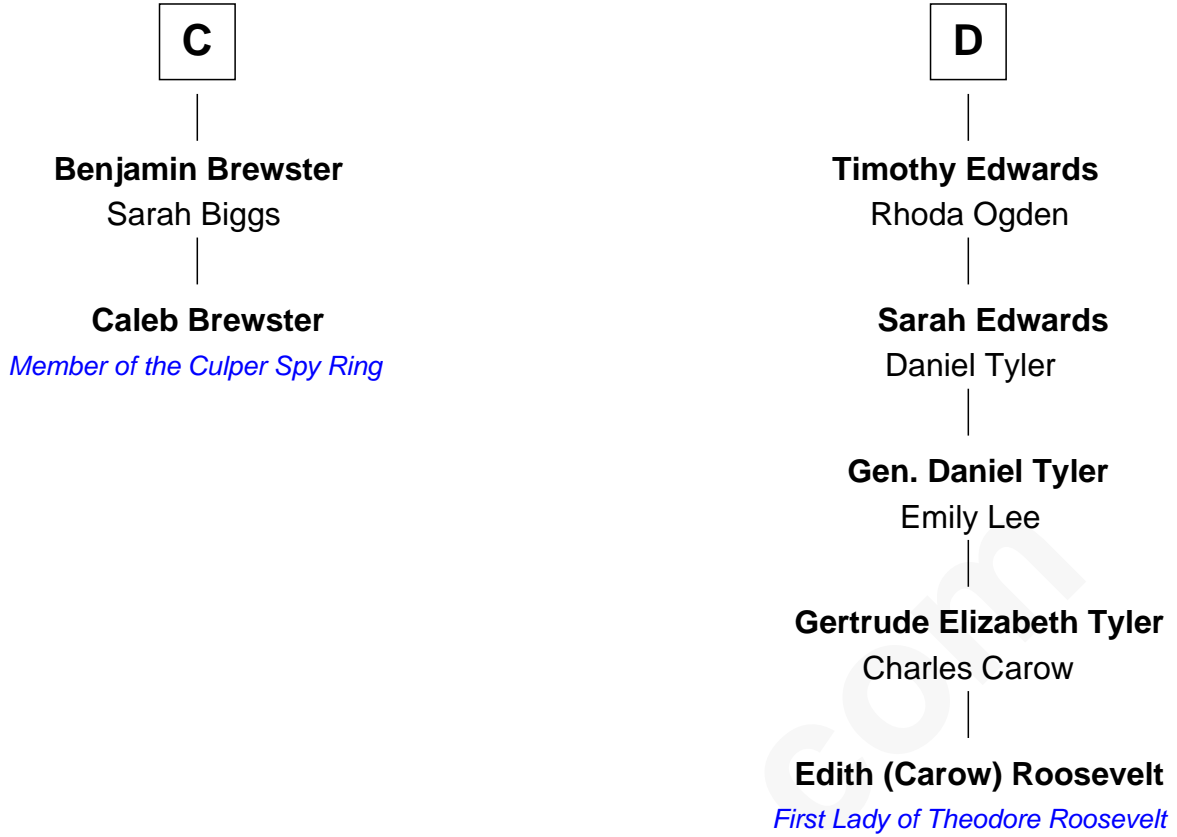 C
Benjamin Brewster
Sarah Biggs
Caleb Brewster
Member of the Culper Spy Ring
D
Timothy Edwards
Rhoda Ogden
Sarah Edwards
Daniel Tyler
Gen. Daniel Tyler
Emily Lee
Gertrude Elizabeth Tyler
Charles Carow
Edith (Carow) Roosevelt
First Lady of Theodore Roosevelt
com